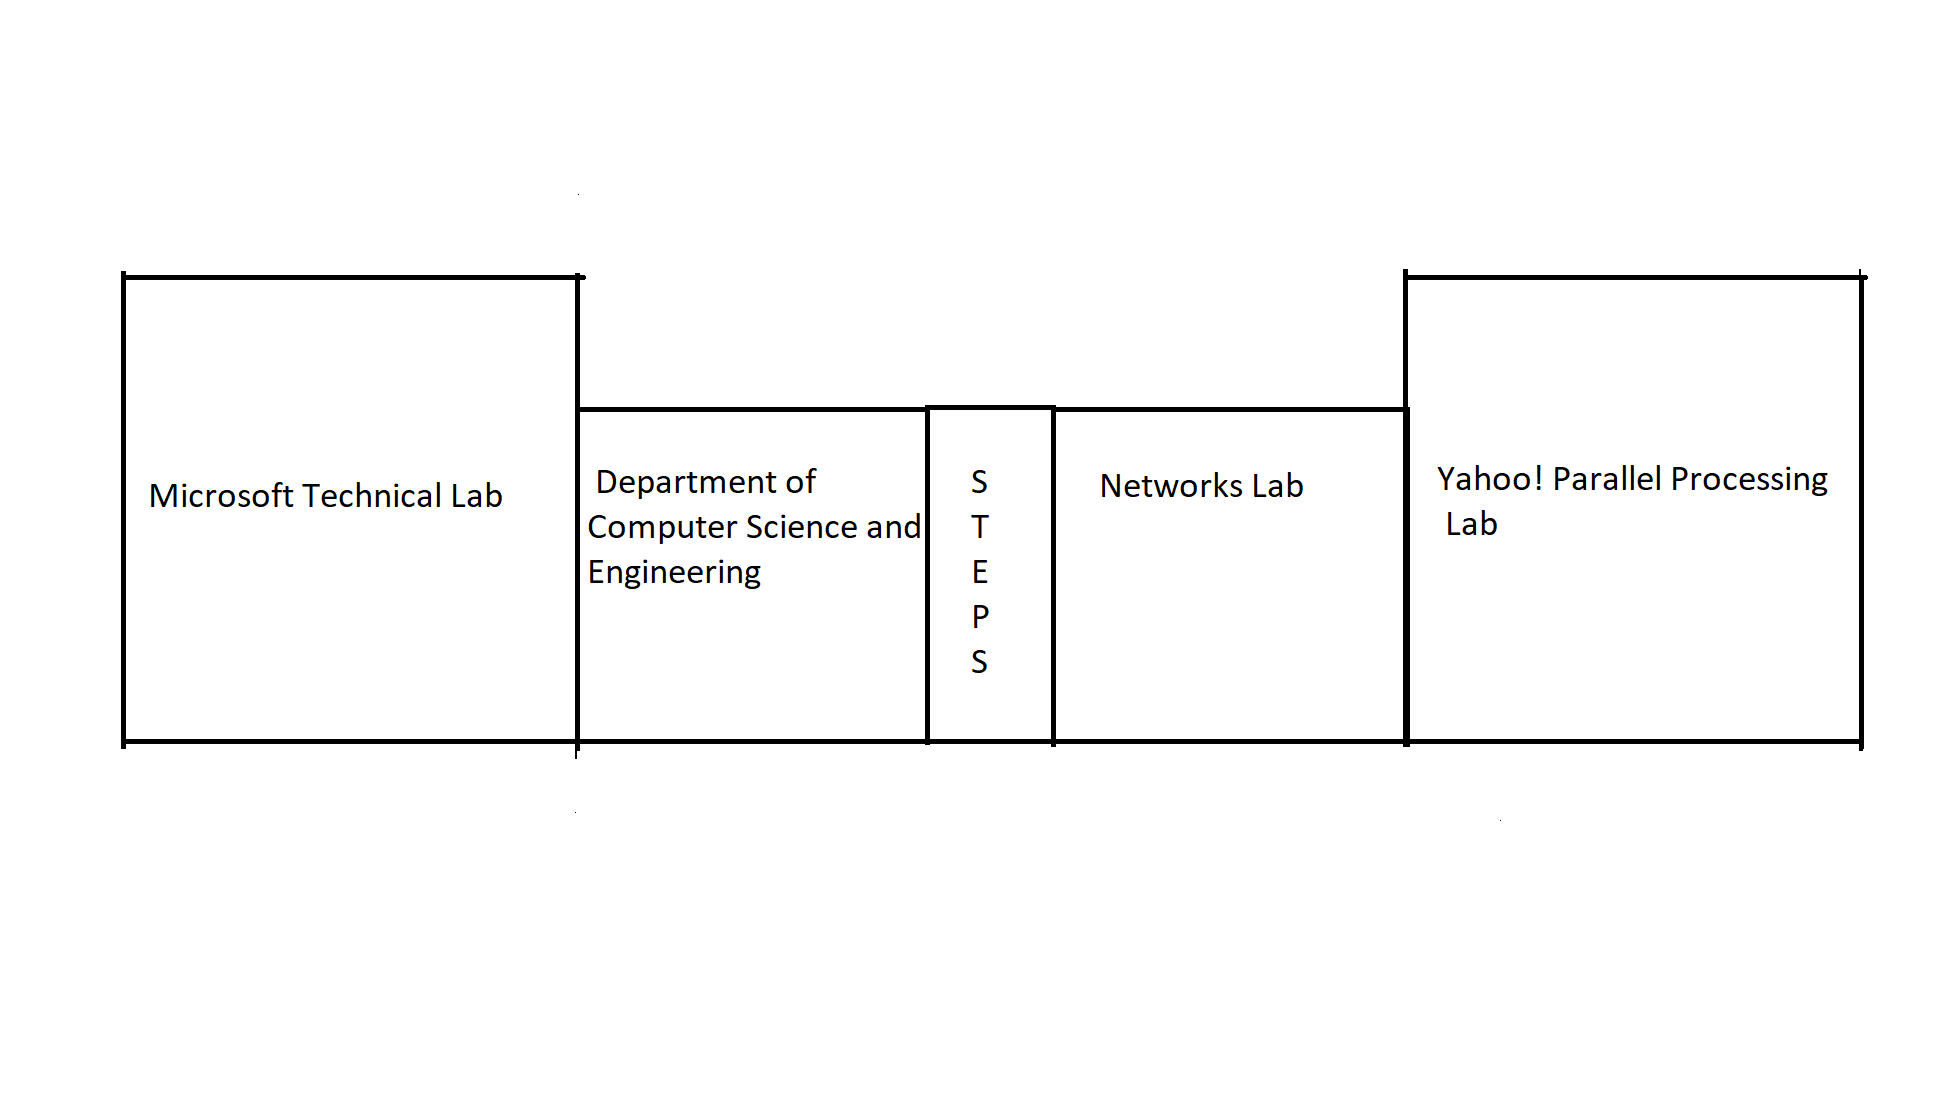 Microsoft Technical Lab
Department of
Computer Science and
Engineering
S
T
E
P
S
Networks Lab
Yahoo! Parallel Processing
Lab